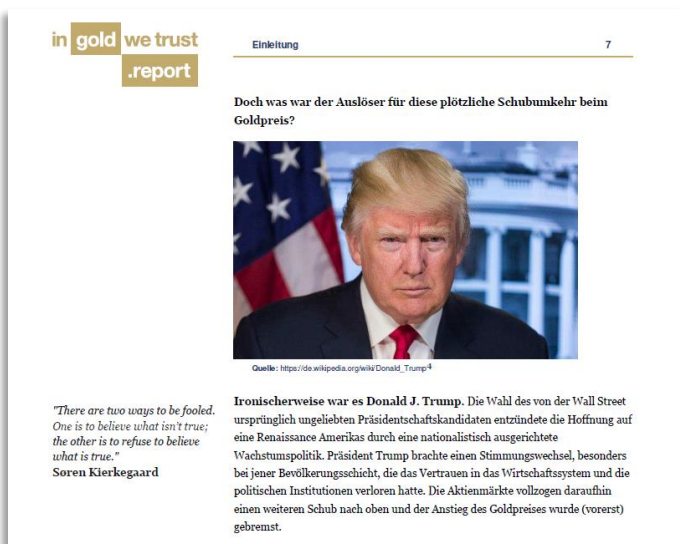 in gold we trust
.report
Einleitung 7
Doch was war der Auslöser für diese plötzliche Schubumkehr beim
Goldpreis?
Quelle: https://de.wikipedia.org/wiki/Donald_Trump4
"There are two ways to be fooled.
One is to believe what isn't true;
the other is to refuse to believe
what is true."
Søren Kierkegaard
Ironischerweise war es Donald J. Trump. Die Wahl des von der Wall Street
ursprünglich ungeliebten Präsidentschaftskandidaten entzündete die Hoffnung auf
eine Renaissance Amerikas durch eine nationalistisch ausgerichtete
Wachstumspolitik. Präsident Trump brachte einen Stimmungswechsel, besonders
bei jener Bevölkerungsschicht, die das Vertrauen in das Wirtschaftssystem und die
politischen Institutionen verloren hatte. Die Aktienmärkte vollzogen daraufhin
einen weiteren Schub nach oben und der Anstieg des Goldpreises wurde (vorerst)
gebremst.